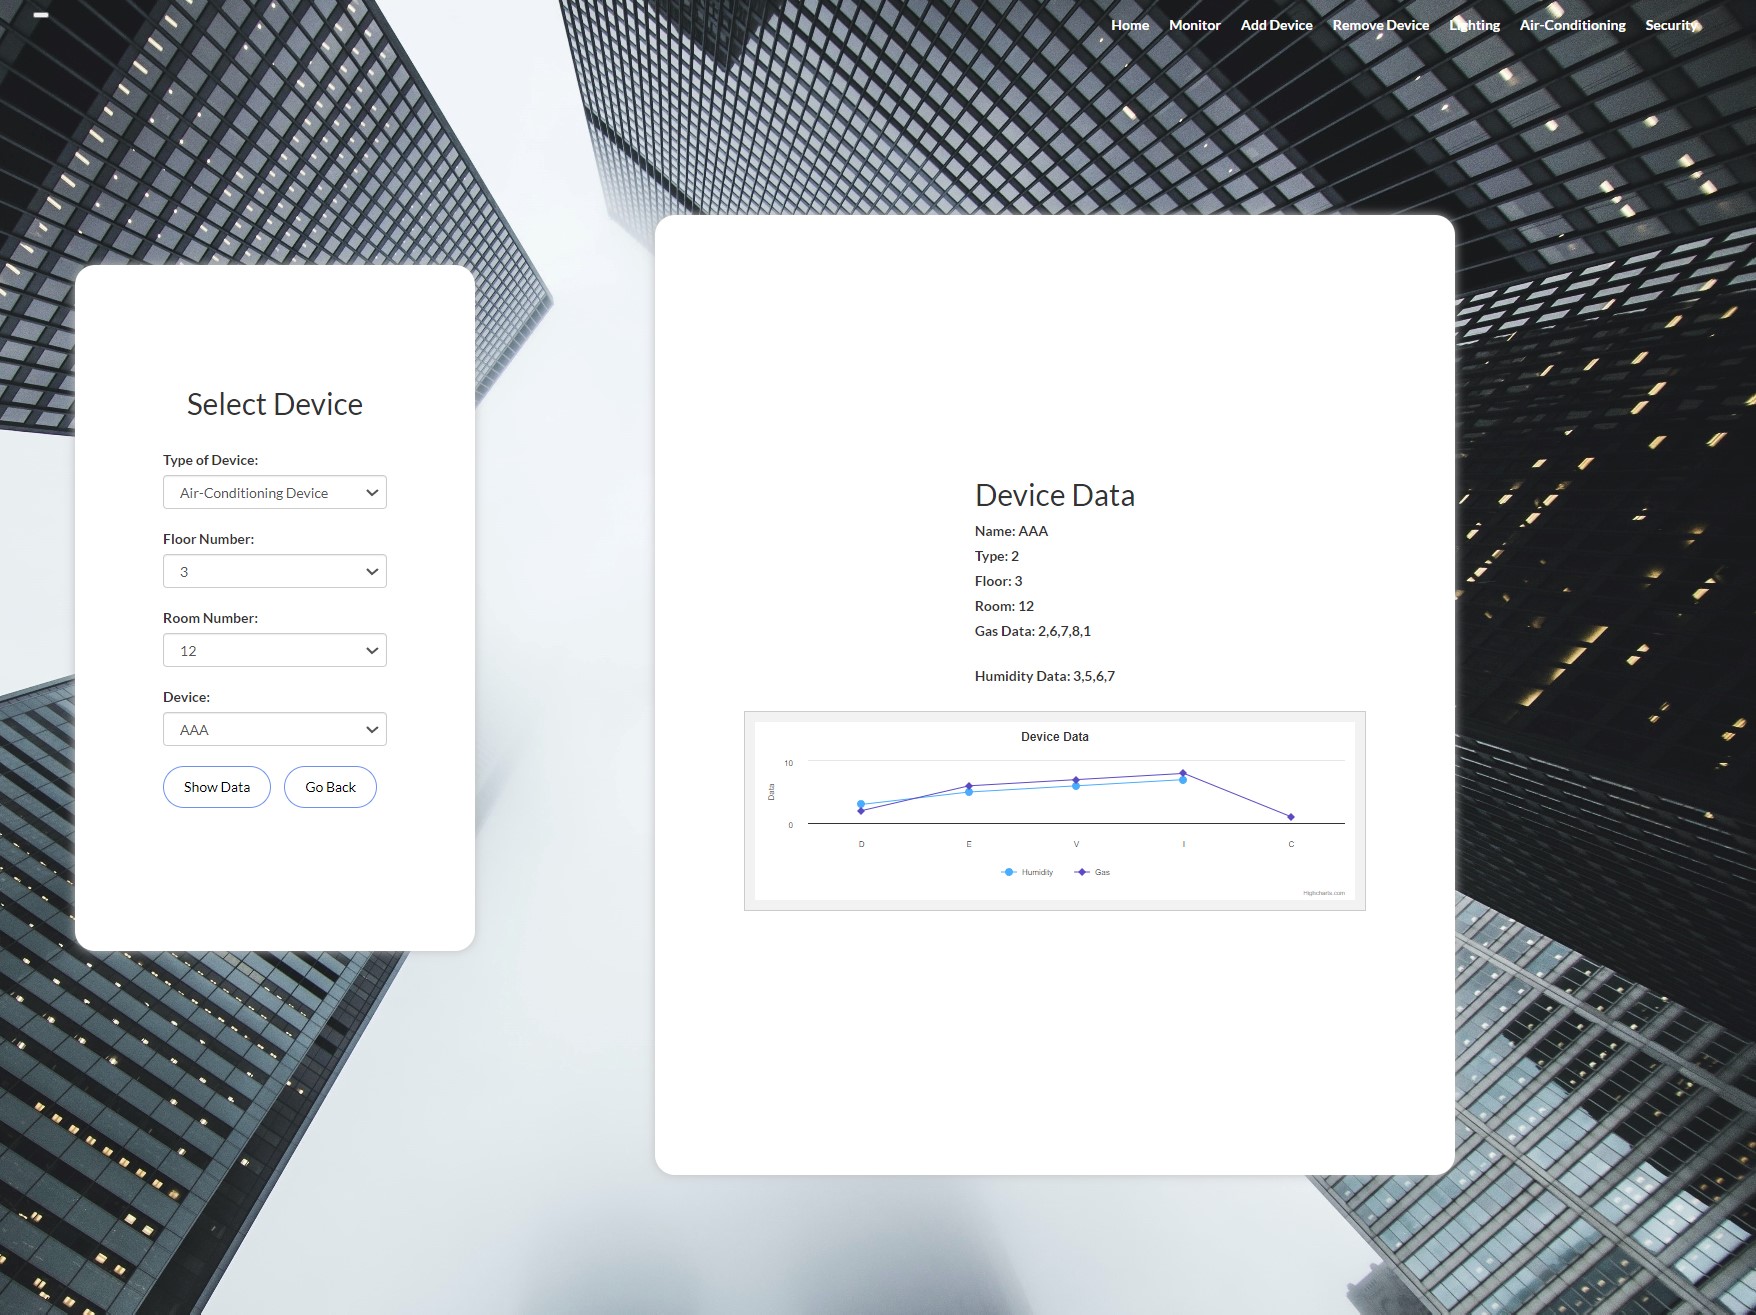 Home Monitor Add Device Remove Device Lighting Air-Conditioning Security
Select Device
Type of Device:
Air-Conditioning Device
Floor Number:
3
Room Number:
12
Device:
AAA
Show Data Go Back
Device Data
Name: AAA
Type: 2
Floor: 3
Room: 12
Gas Data: 2,6,7,8,1
Humidity Data: 3,5,6,7
Device Data
Data
10
0
D E V I C
Humidity Gas
Highcharts.com